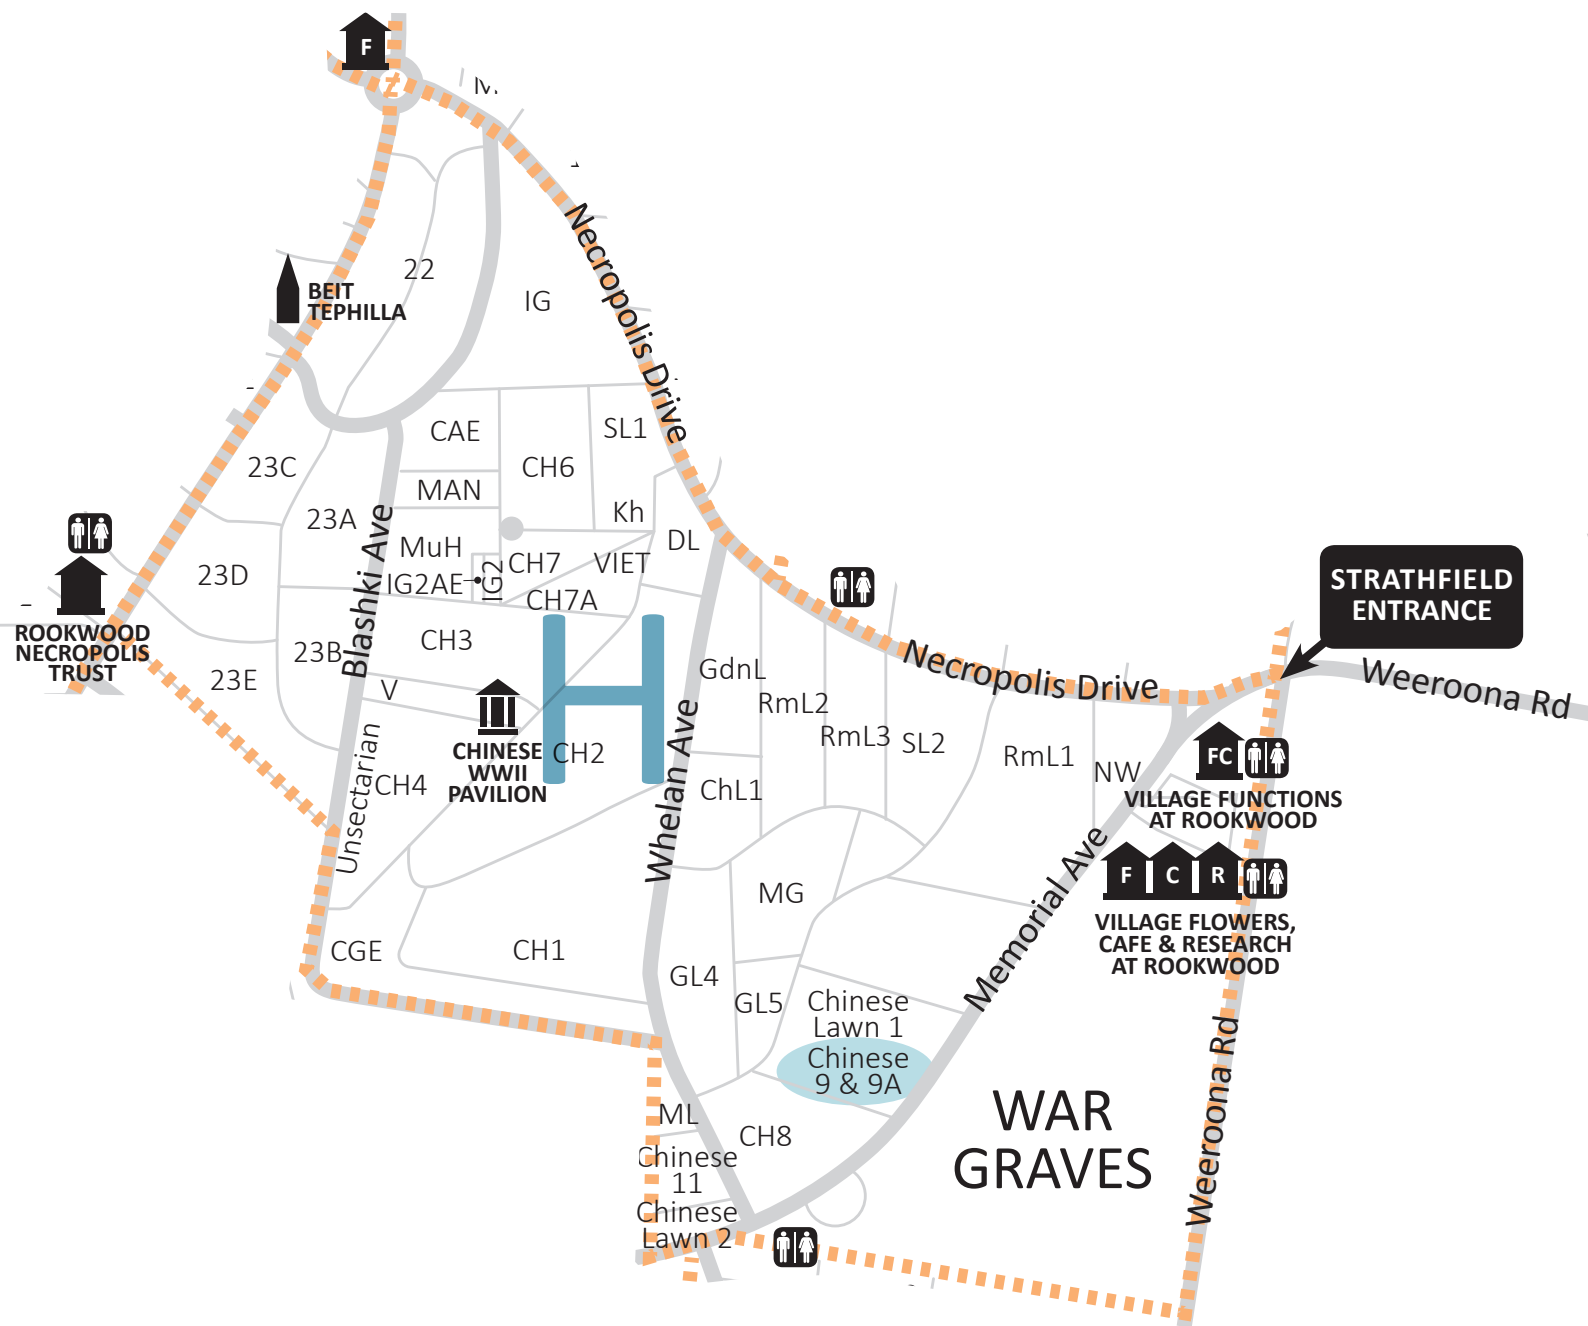 F
22
BEIT
TEPHILLA
IG
Necropolis Drive
CAE
SL1
23C
CH6
MAN
Kh
23A
DL
MuH
CH7
VIET
23D
IG2AE
IG2
CH7A
Blashki Ave
STRATHFIELD
ENTRANCE
ROOKWOOD
NECROPOLIS
TRUST
CH3
23B
23E
V
H
GdnL
RmL2
Necropolis Drive
Weeroona Rd
RmL3
SL2
RmL1
NW
CHINESE
WWII
PAVILION
CH2
Unsectarian
CH4
Whelan Ave
ChL1
FC
VILLAGE FUNCTIONS
AT ROOKWOOD
Memorial Ave
F
C
R
VILLAGE FLOWERS,
CAFE & RESEARCH
AT ROOKWOOD
MG
CGE
CH1
GL4
GL5
Chinese
Lawn 1
Chinese
9 & 9A
Weeroona Rd
WAR
GRAVES
ML
CH8
Chinese
11
Chinese
Lawn 2